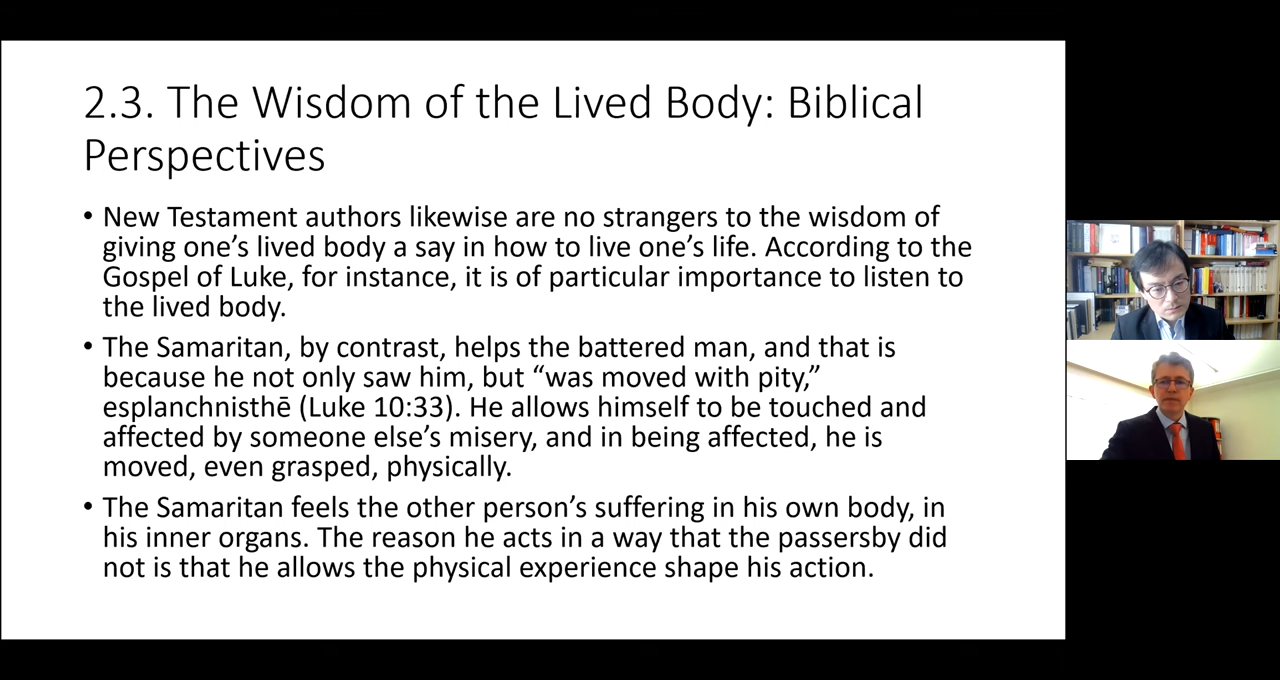 2.3. The Wisdom of the Lived Body: Biblical
Perspectives
• New Testament authors likewise are no strangers to the wisdom of
giving one’s lived body a say in how to live one’s life. According to the
Gospel of Luke, for instance, it is of particular importance to listen to
the lived body.
• The Samaritan, by contrast, helps the battered man, and that is
because he not only saw him, but “was moved with pity,”
esplanchnisthē (Luke 10:33). He allows himself to be touched and
affected by someone else’s misery, and in being affected, he is
moved, even grasped, physically.
• The Samaritan feels the other person’s suffering in his own body, in
his inner organs. The reason he acts in a way that the passersby did
not is that he allows the physical experience shape his action.